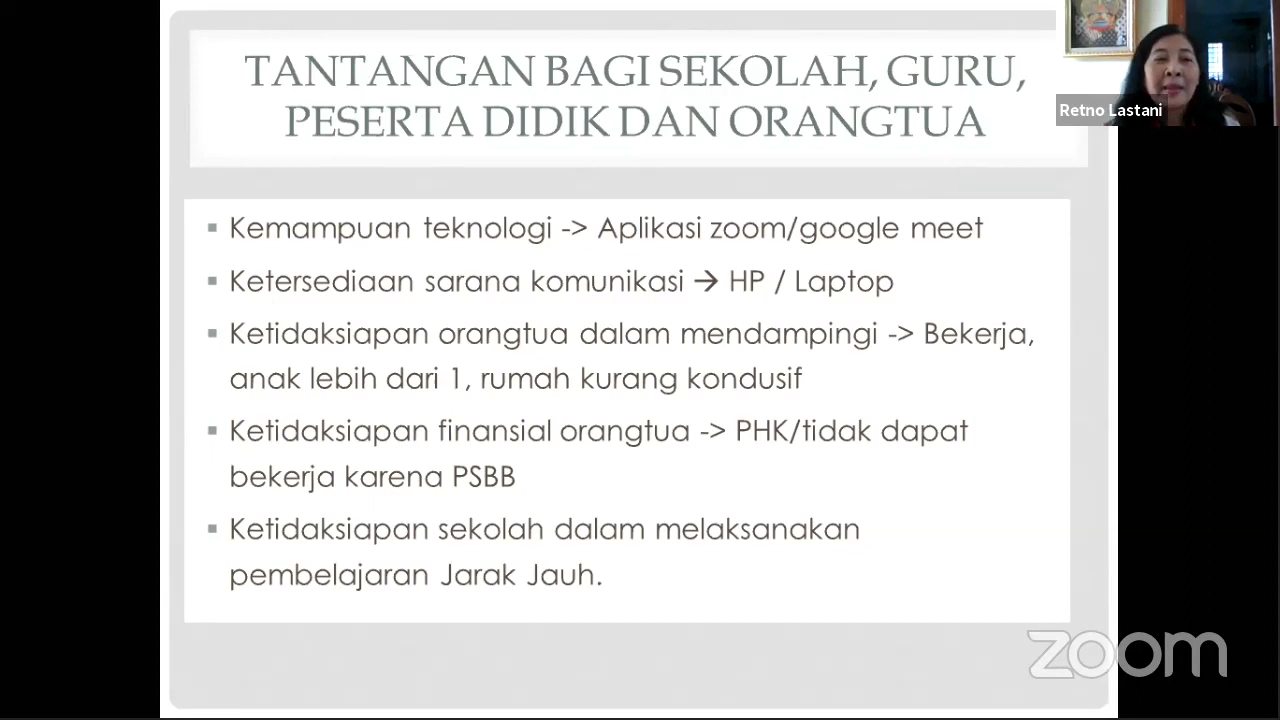 TANTANGAN BAGI SEKOLAH, GURU,
PESERTA DIDIK DAN ORANGTUA
Retno Lastani
▪ Kemampuan teknologi -> Aplikasi zoom/google meet
▪ Ketersediaan sarana komunikasi → HP / Laptop
▪ Ketidaksiapan orangtua dalam mendampingi -> Bekerja,
anak lebih dari 1, rumah kurang kondusif
▪ Ketidaksiapan finansial orangtua -> PHK/tidak dapat
bekerja karena PSBB
▪ Ketidaksiapan sekolah dalam melaksanakan
pembelajaran Jarak Jauh.
zoom